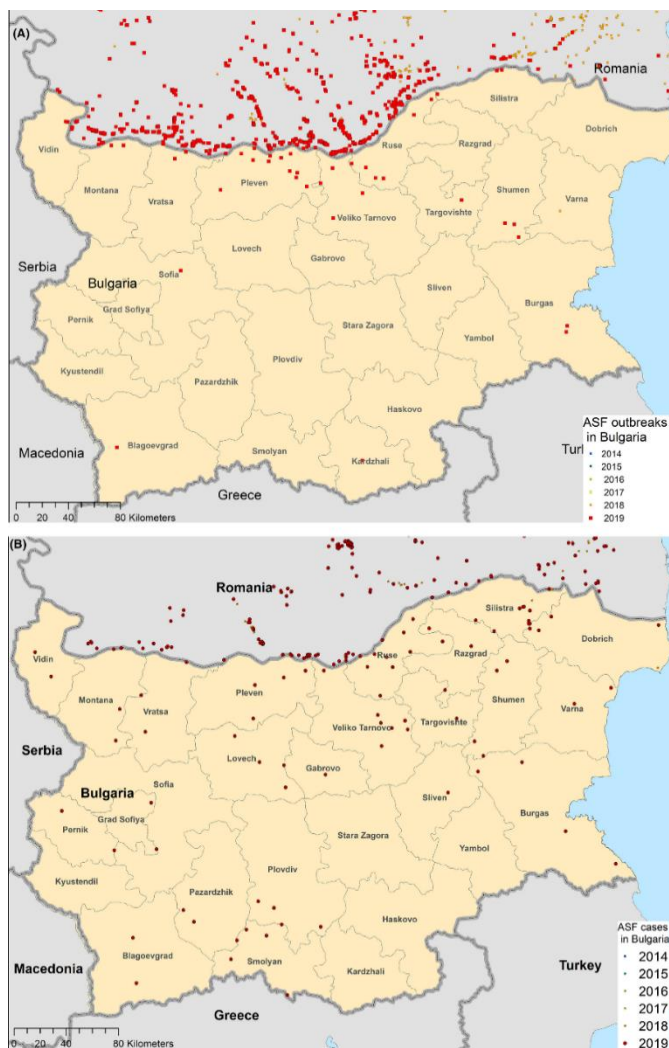 (A)
Romania
Silistra
Dobrich
Vidin
Ruse
Razgrad
Montana
Vratsa
Pleven
Shumen
Varna
Targovishte
Veliko Tarnovo
Lovech
Gabrovo
Serbia
Sofia
Bulgaria
Sliven
Burgas
Grad Sofiya
Pernik
Stara Zagora
Yambol
Plovdiv
Kyustendil
Pazardzhik
Haskovo
Macedonia
Blagoevgrad
Smolyan
Kardzhali
Greece
ASF outbreaks
in Bulgaria
2014
2015
2016
2017
2018
2019
0 20 40 80 Kilometers
(B)
Romania
Silistra
Dobrich
Vidin
Ruse
Razgrad
Montana
Vratsa
Pleven
Shumen
Varna
Veliko Tarnovo
Targovishte
Lovech
Gabrovo
Serbia
Sofia
Bulgaria
Sliven
Burgas
Grad Sofiya
Pernik
Stara Zagora
Yambol
Plovdiv
Kyustendil
Pazardzhik
Haskovo
Blagoevgrad
Smolyan
Kardzhali
Macedonia
Turkey
Greece
ASF cases
in Bulgaria
2014
2015
2016
2017
2018
2019
0 20 40 80 Kilometers